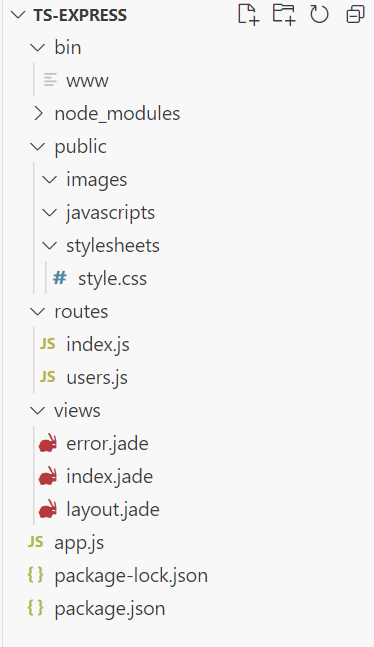 TS-EXPRESS
bin
www
node_modules
public
images
javascripts
stylesheets
# style.css
routes
JS index.js
JS users.js
views
error.jade
index.jade
layout.jade
JS app.js
{} package-lock.json
{} package.json